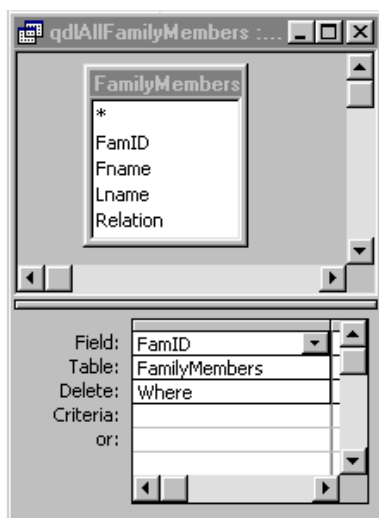 qdlAllFamilyMembers :...
FamilyMembers
*
FamID
Fname
Lname
Relation
Field: FamID
Table: FamilyMembers
Delete: Where
Criteria:
or: